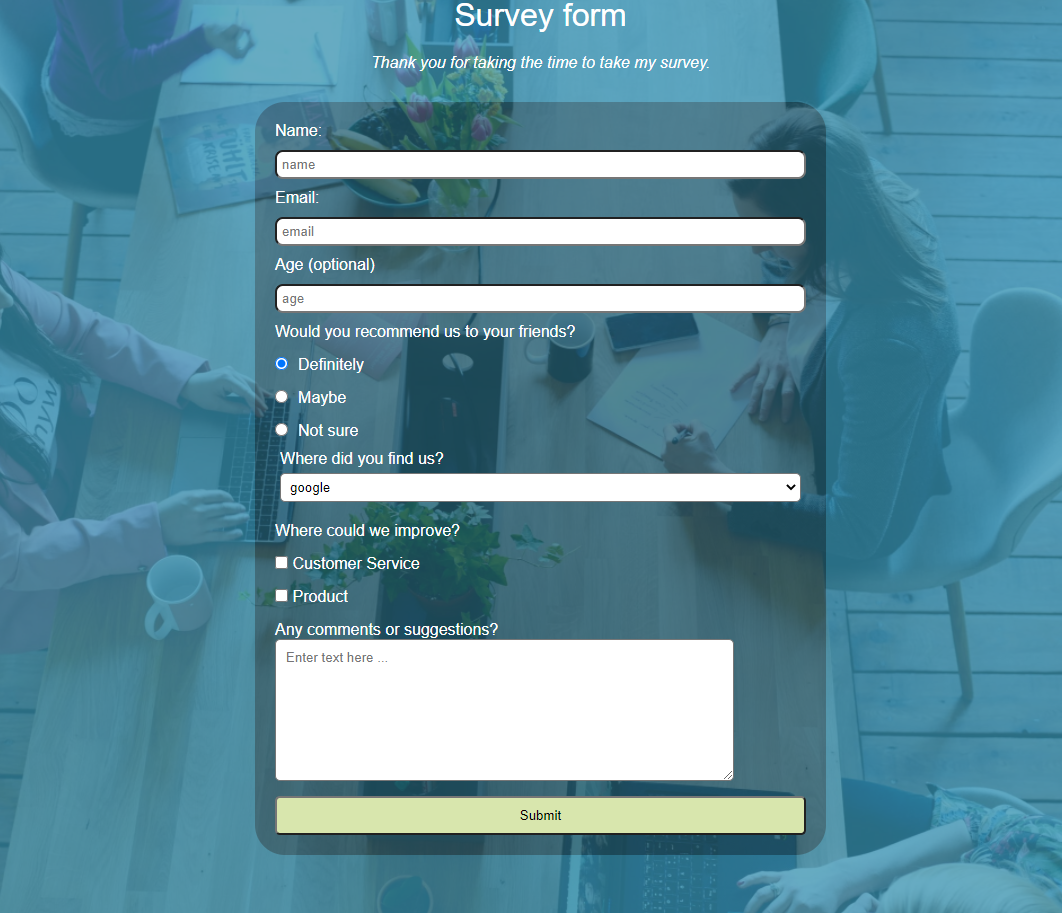 Survey form
Thank you for taking the time to take my survey.
Name:
name
Email:
email
Age (optional)
age
Would you recommend us to your friends?
Definitely
Maybe
Not sure
Where did you find us?
google
Where could we improve?
Customer Service
Product
Any comments or suggestions?
Enter text here ...
Submit